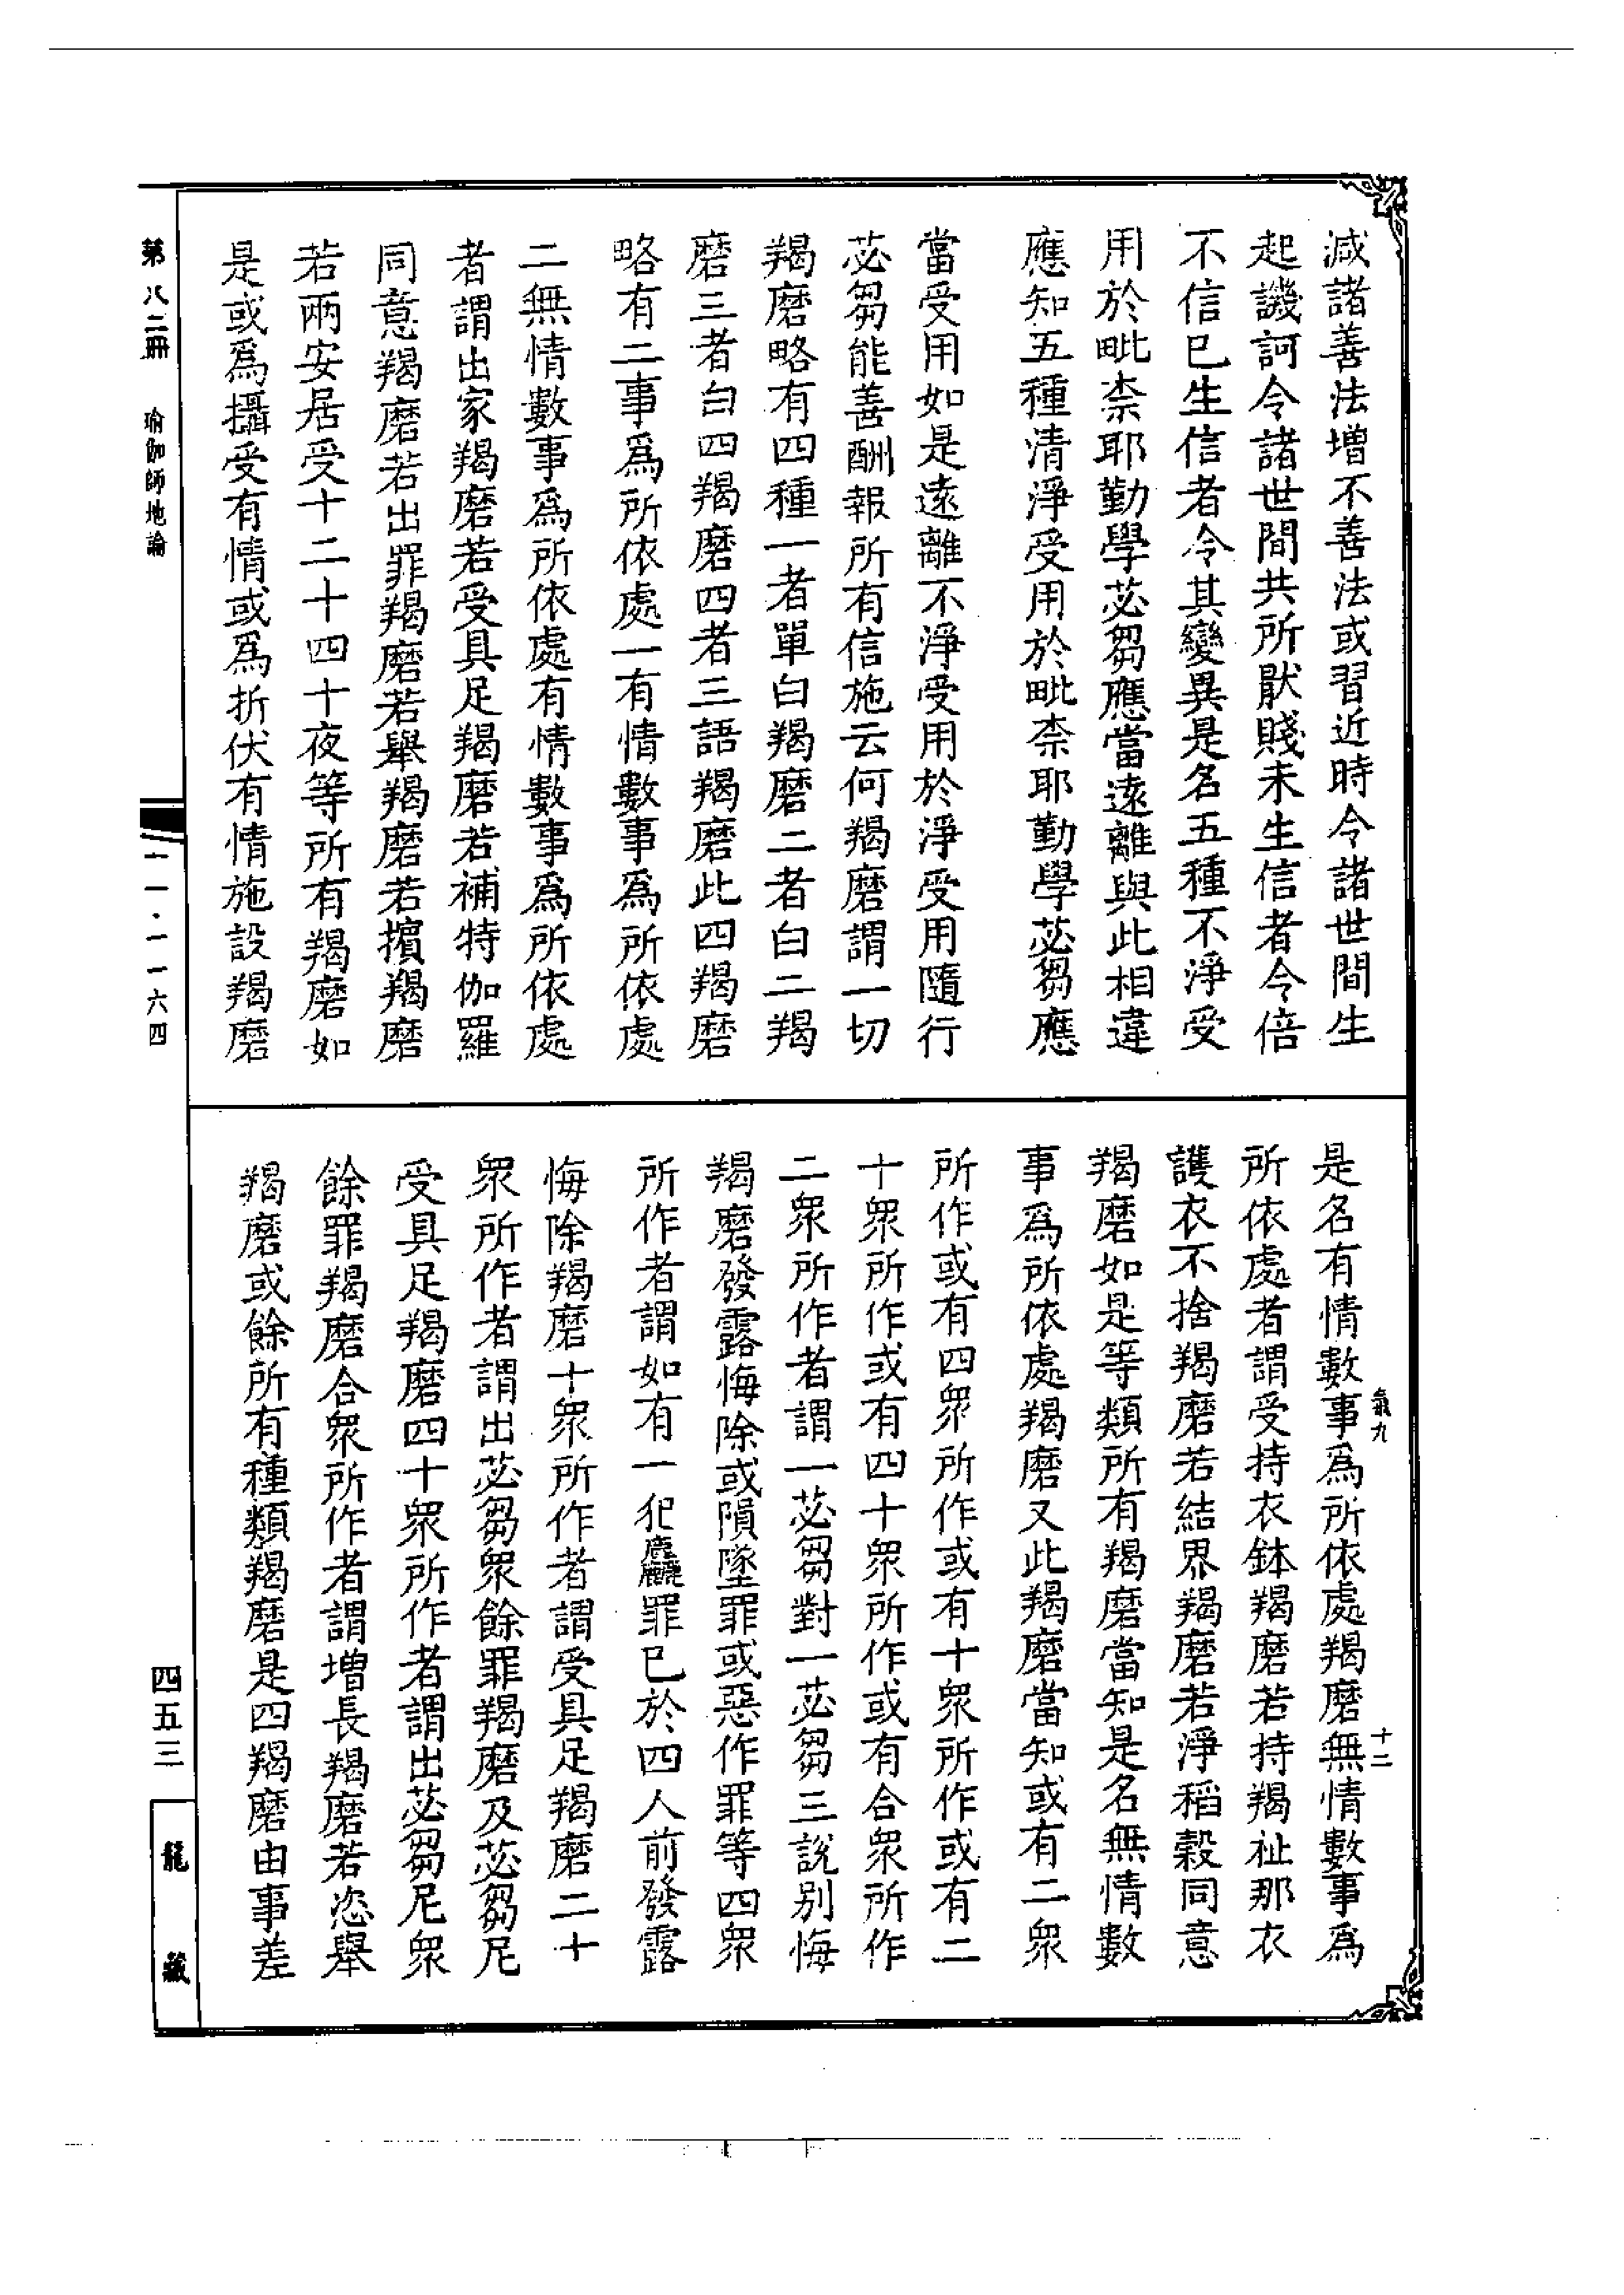 減諸善法增不善法或習近時令諸世間生
起譏訶令諸世間共所猒賤未生信者令倍
不信已生信者令其變異是名五種不淨受
用於毗柰耶勤學苾芻應當遠離與此相違
應知五種清淨受用於毗柰耶勤學苾芻應
當受用如是遠離不淨受用於淨受用隨行
苾芻能善酬報所有信施云何羯磨謂一切
羯磨略有四種一者單白羯磨二者白二羯
磨三者白四羯磨四者三語羯磨此四羯磨
略有二事爲所依處一有情數事爲所依處
二無情數事爲所依處有情數事爲所依處
者謂出家羯磨若受具足羯磨若補特伽羅
同意羯磨若出罪羯磨若舉羯磨若擯羯磨
若兩安居受十二十四十夜等所有羯磨如
是或爲攝受有情或爲折伏有情施設羯磨
是名有情數事爲所依處羯磨無情數事爲
所依處者謂受持衣鉢羯磨若持羯祉那衣
護衣不捨羯磨若結界羯磨若淨稻穀同意
羯磨如是等類所有羯磨當知是名無情數
事爲所依處羯磨又此羯磨當知或有二衆
所作或有四衆所作或有十衆所作或有二
十衆所作或有四十衆所作或有合衆所作
二衆所作者謂一苾芻對一苾芻三說別悔
羯磨發露悔除或隕墜罪或惡作罪等四衆
所作者謂如有一犯麤罪已於四人前發露
悔除羯磨十衆所作者謂受具足羯磨二十
衆所作者謂出苾芻衆餘罪羯磨及苾芻尼
受具足羯磨四十衆所作者謂出苾芻尼衆
餘罪羯磨合衆所作者謂增長羯磨若恣舉
羯磨或餘所有種類羯磨是四羯磨由事差
氣九
十二
第八二冊 瑜伽師地論
一一·一一六四
四五三
龍藏